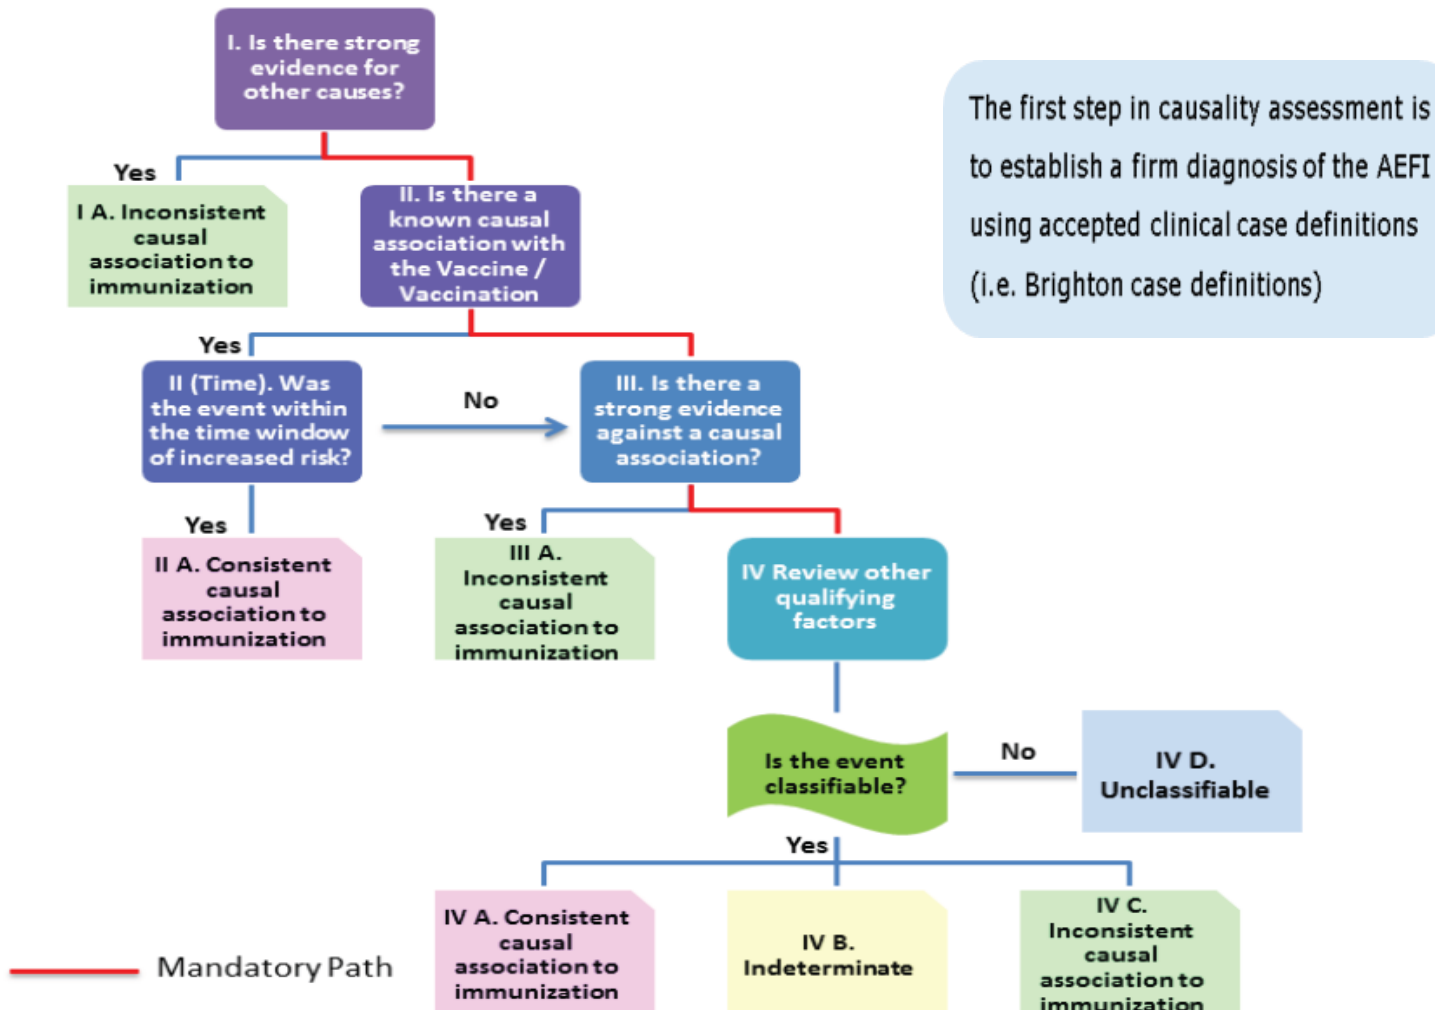 I. Is there strong
evidence for
other causes?
The first step in causality assessment is
to establish a firm diagnosis of the AEFI
using accepted clinical case definitions
(i.e. Brighton case definitions)
Yes
I A. Inconsistent
causal
association to
immunization
II. Is there a
known causal
association with
the Vaccine /
Vaccination
Yes
II (Time). Was
the event within
the time window
of increased risk?
No
III. Is there a
strong evidence
against a causal
association?
Yes
II A. Consistent
causal
association to
immunization
Yes
III A.
Inconsistent
causal
association to
immunization
IV Review other
qualifying
factors
Is the event
classifiable?
No
IV D.
Unclassifiable
Yes
IV A. Consistent
causal
association to
immunization
IV B.
Indeterminate
IV C.
Inconsistent
causal
association to
immunization
Mandatory Path